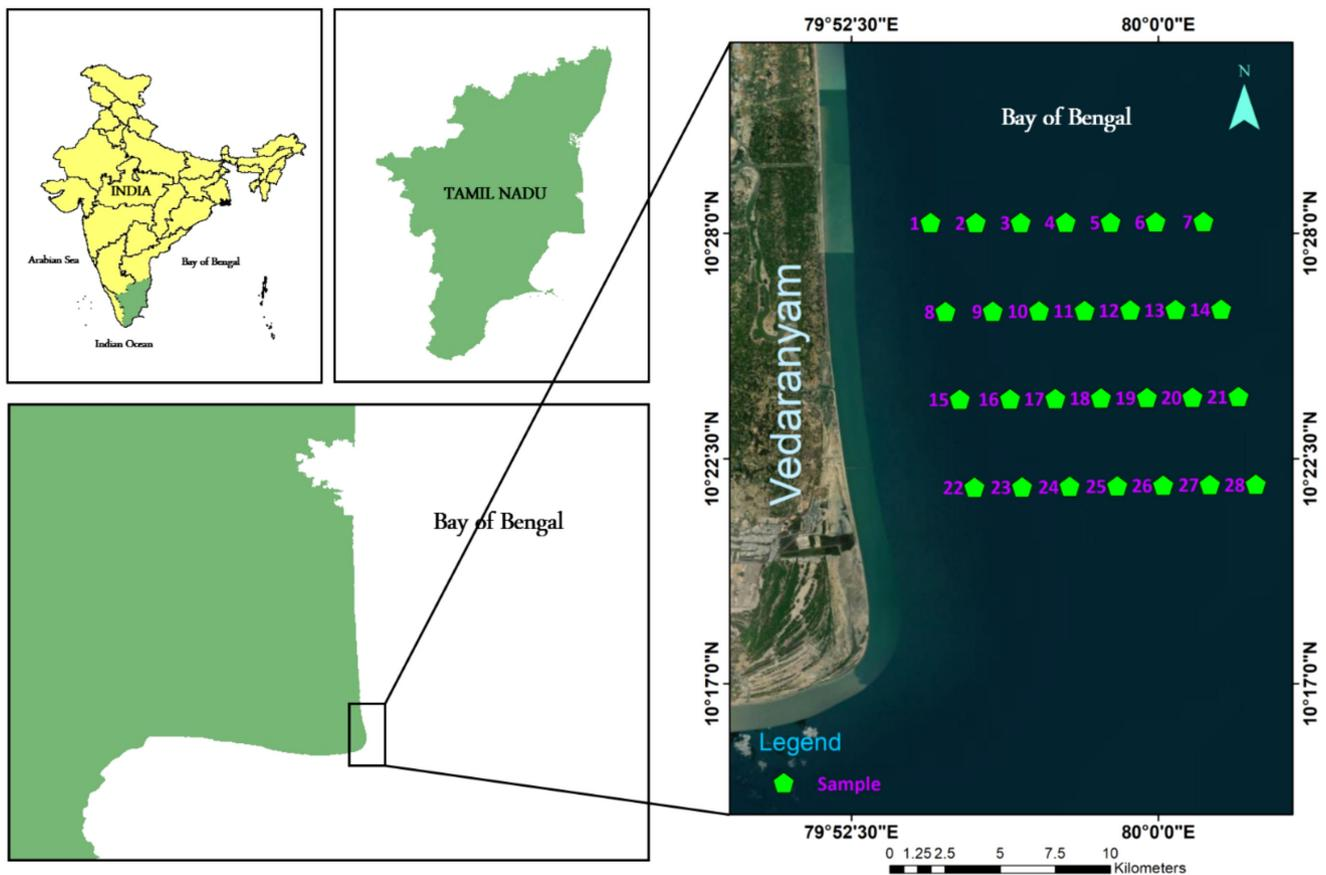 INDIA
Arabian Sea
Bay of Bengal
Indian Ocean
TAMIL NADU
Bay of Bengal
79°52'30"E 80°0'0"E
N
Bay of Bengal
10°28'0"N 10°28'0"N
1 2 3 4 5 6 7
8 9 10 11 12 13 14
Vedaranyam
15 16 17 18 19 20 21
10°22'30"N 10°22'30"N
22 23 24 25 26 27 28
10°17'0"N 10°17'0"N
Legend
Sample
79°52'30"E 80°0'0"E
0 1.25 2.5 5 7.5 10
Kilometers